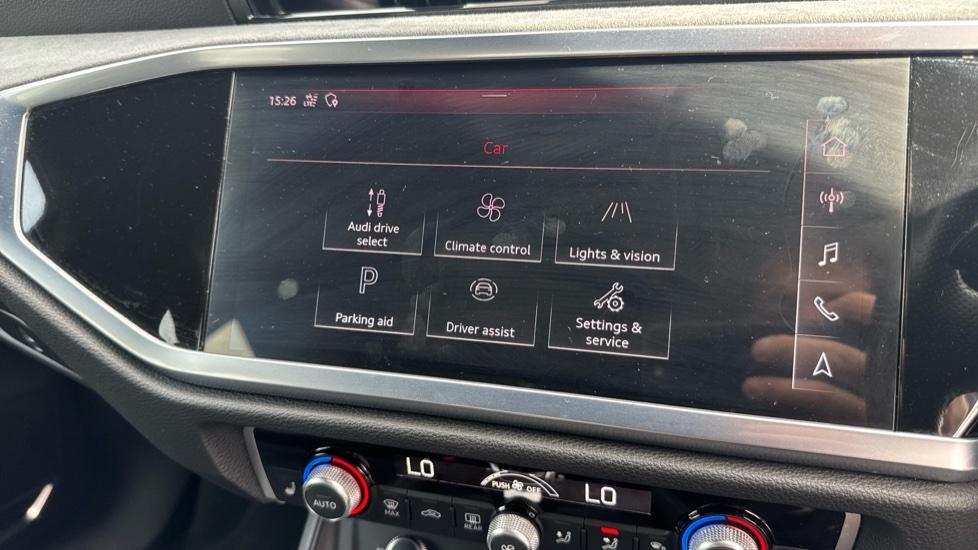 15:26 LTE
Car
Audi drive
select
Climate control
Lights & vision
P
Parking aid
Driver assist
Settings &
service
LO
PUSH OFF
LO
AUTO
MAX
REAR